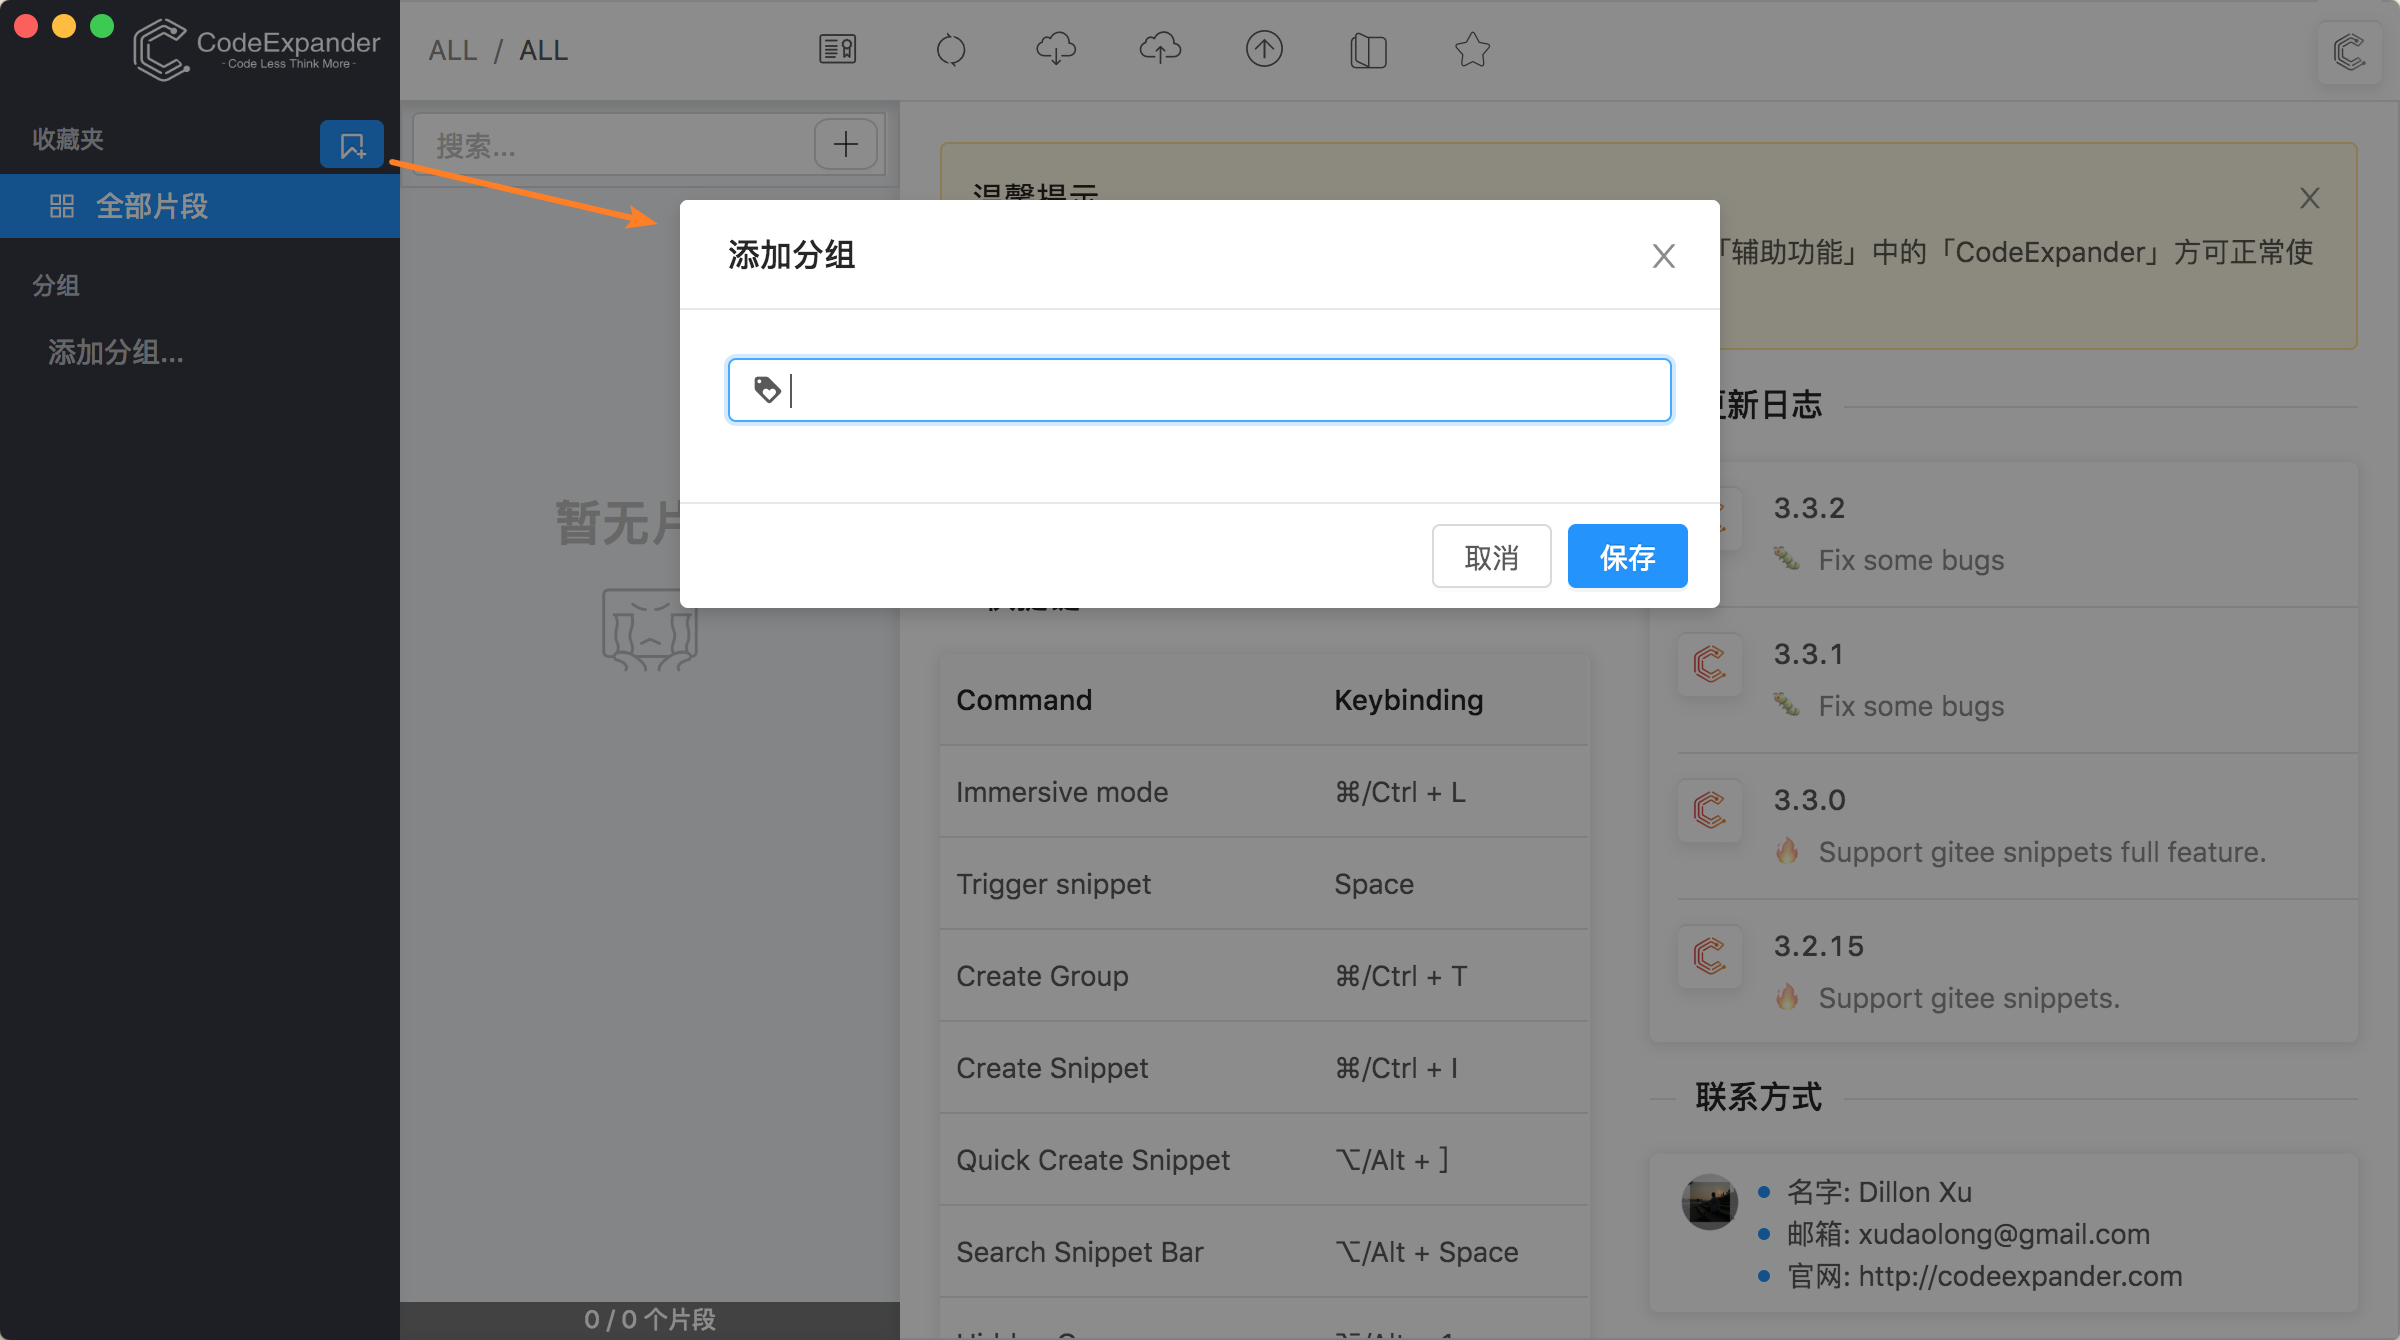 CodeExpander
- Code Less Think More -
收藏夹
全部片段
分组
添加分组...
ALL / ALL
搜索...
暂无片
0 / 0 个片段
温馨提示
「辅助功能」中的「CodeExpander」方可正常使
添加分组
取消
保存
Command Keybinding
Immersive mode ⌘/Ctrl + L
Trigger snippet Space
Create Group ⌘/Ctrl + T
Create Snippet ⌘/Ctrl + I
Quick Create Snippet ⌥/Alt + ]
Search Snippet Bar ⌥/Alt + Space
更新日志
3.3.2
Fix some bugs
3.3.1
Fix some bugs
3.3.0
Support gitee snippets full feature.
3.2.15
Support gitee snippets.
联系方式
名字: Dillon Xu
邮箱: xudaolong@gmail.com
官网: http://codeexpander.com